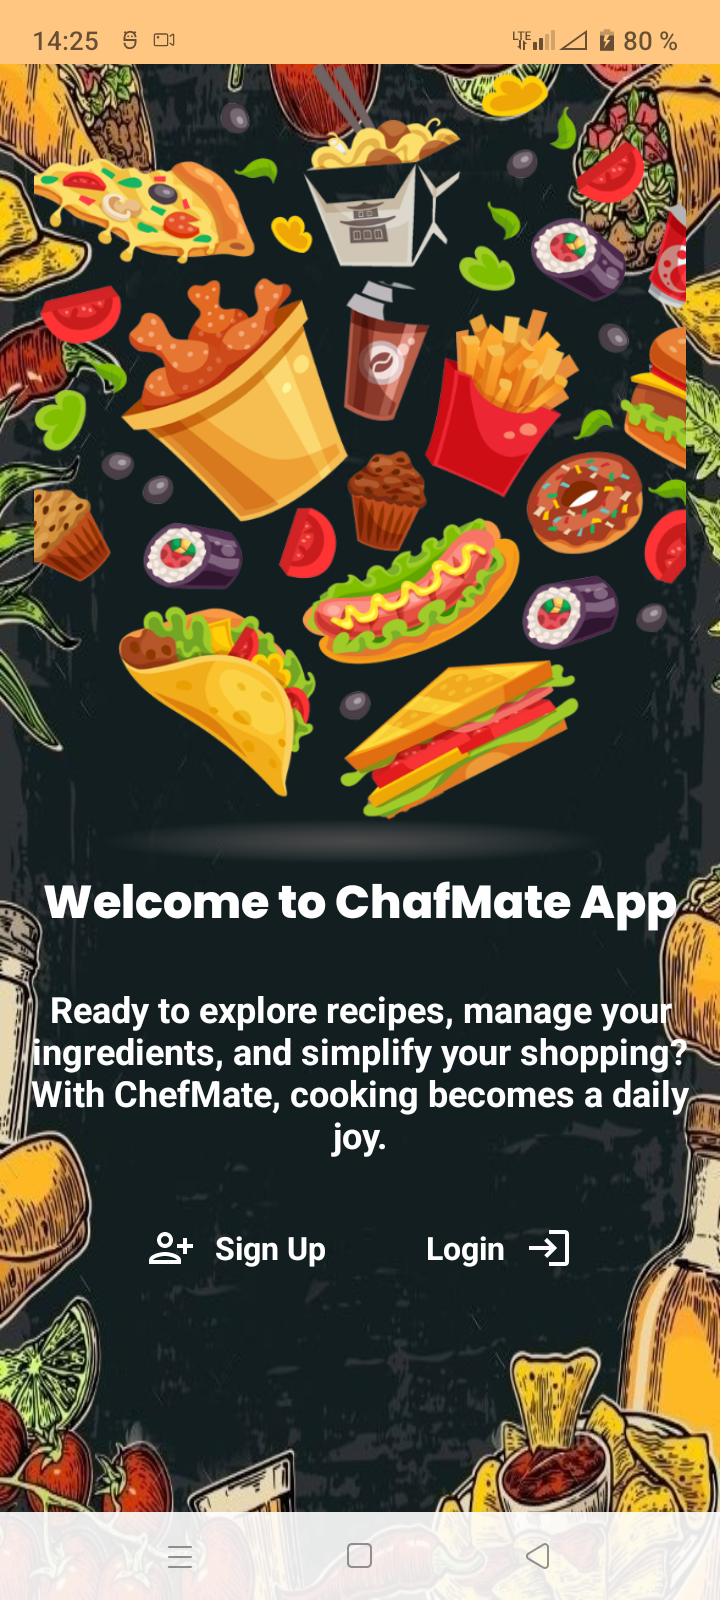 14:25
LTE
80 %
Welcome to ChafMate App
Ready to explore recipes, manage your
ingredients, and simplify your shopping?
With ChefMate, cooking becomes a daily
joy.
Sign Up
Login